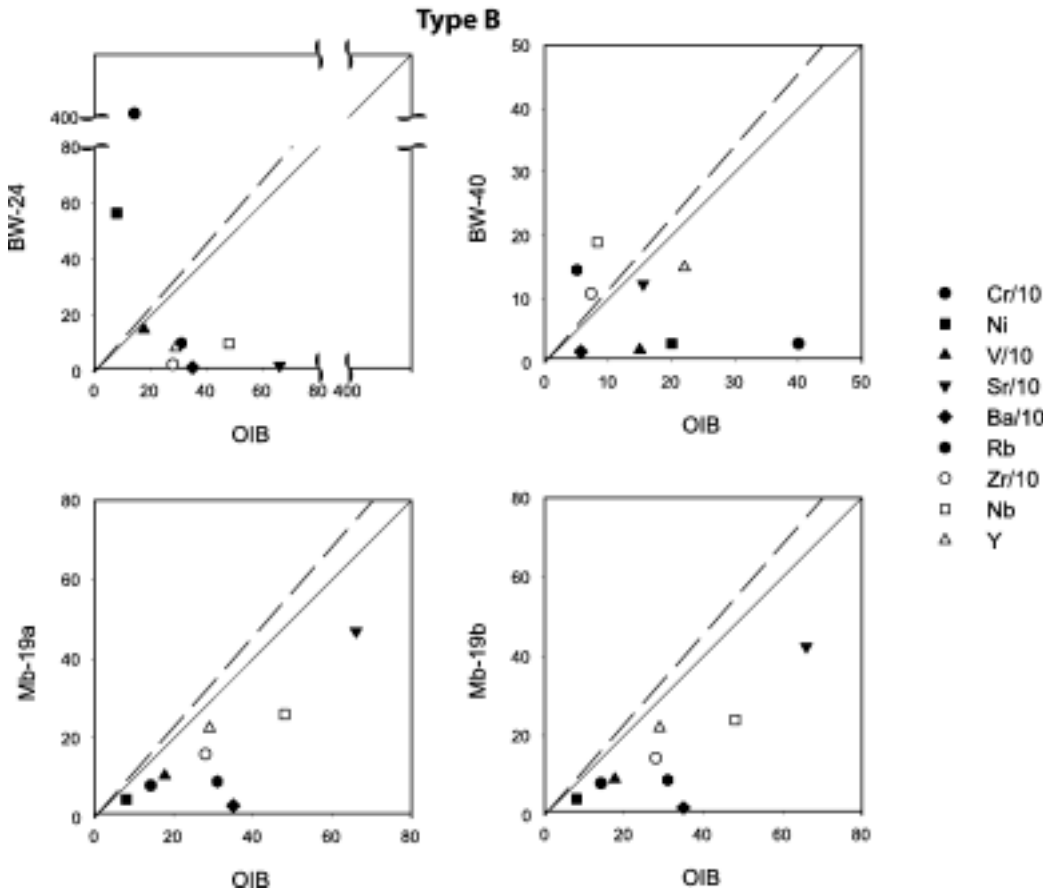 Type B
400
80
60
40
20
0
BW-24
0 20 40 60 80 400
OIB
50
40
30
20
10
0
BW-40
0 10 20 30 40 50
OIB
Cr/10
Ni
V/10
Sr/10
Ba/10
Rb
Zr/10
Nb
Y
80
60
40
20
0
Mb-19a
0 20 40 60 80
OIB
80
60
40
20
0
Mb-19b
0 20 40 60 80
OIB